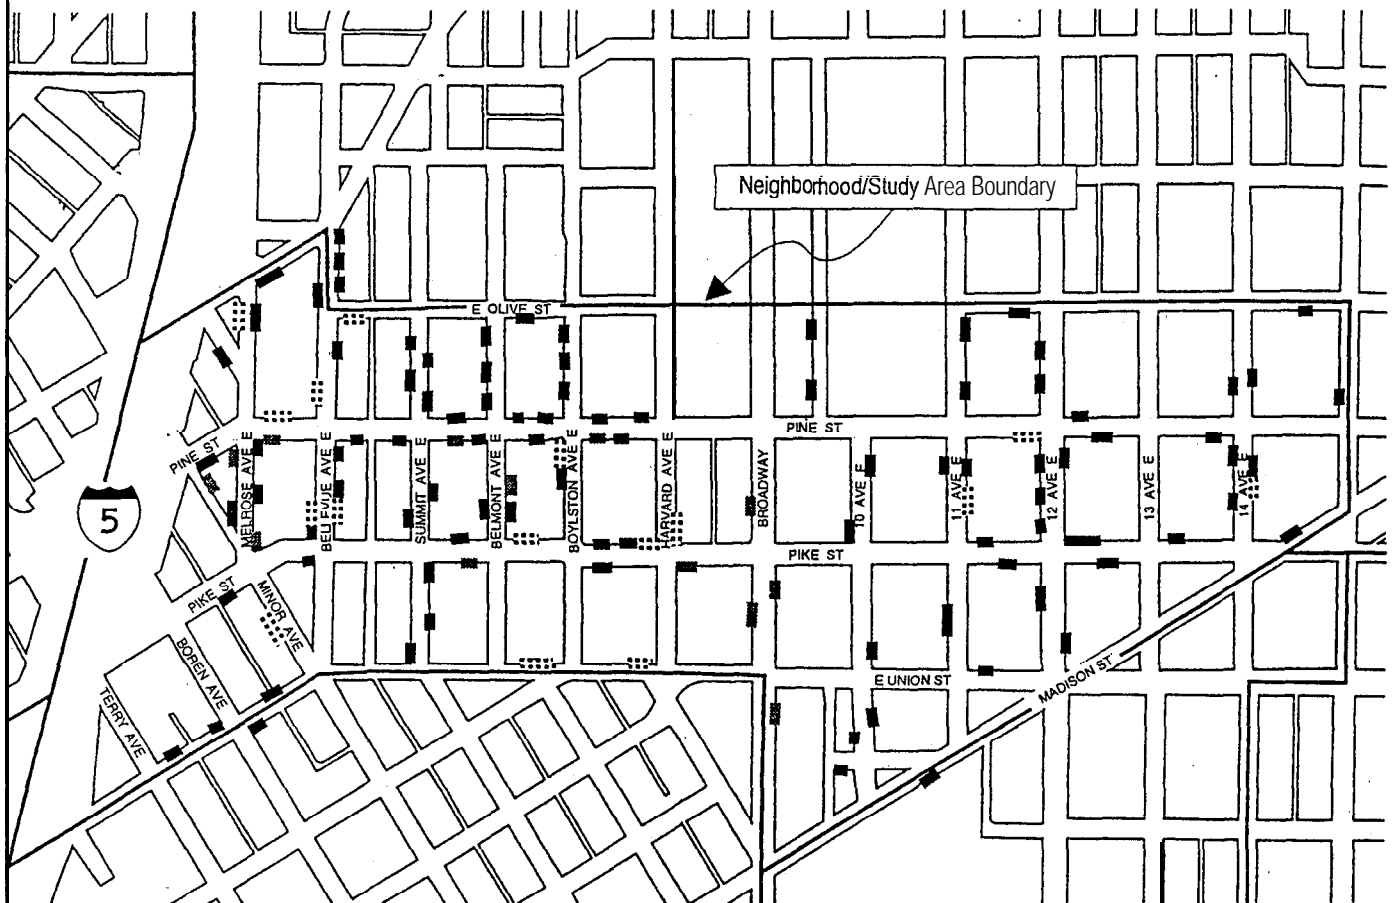 Neighborhood/Study Area Boundary
E OLIVE ST
PINE ST
PINE ST
MELROSE AVE E
BELLEVUE AVE E
SUMMIT AVE E
BELMONT AVE E
BOYLSTON AVE E
HARVARD AVE E
BROADWAY
10 AVE E
11 AVE E
12 AVE E
13 AVE E
14 AVE E
5
PIKE ST
PIKE ST
MINOR AVE
BOREN AVE
TERRY AVE
E UNION ST
MADISON ST